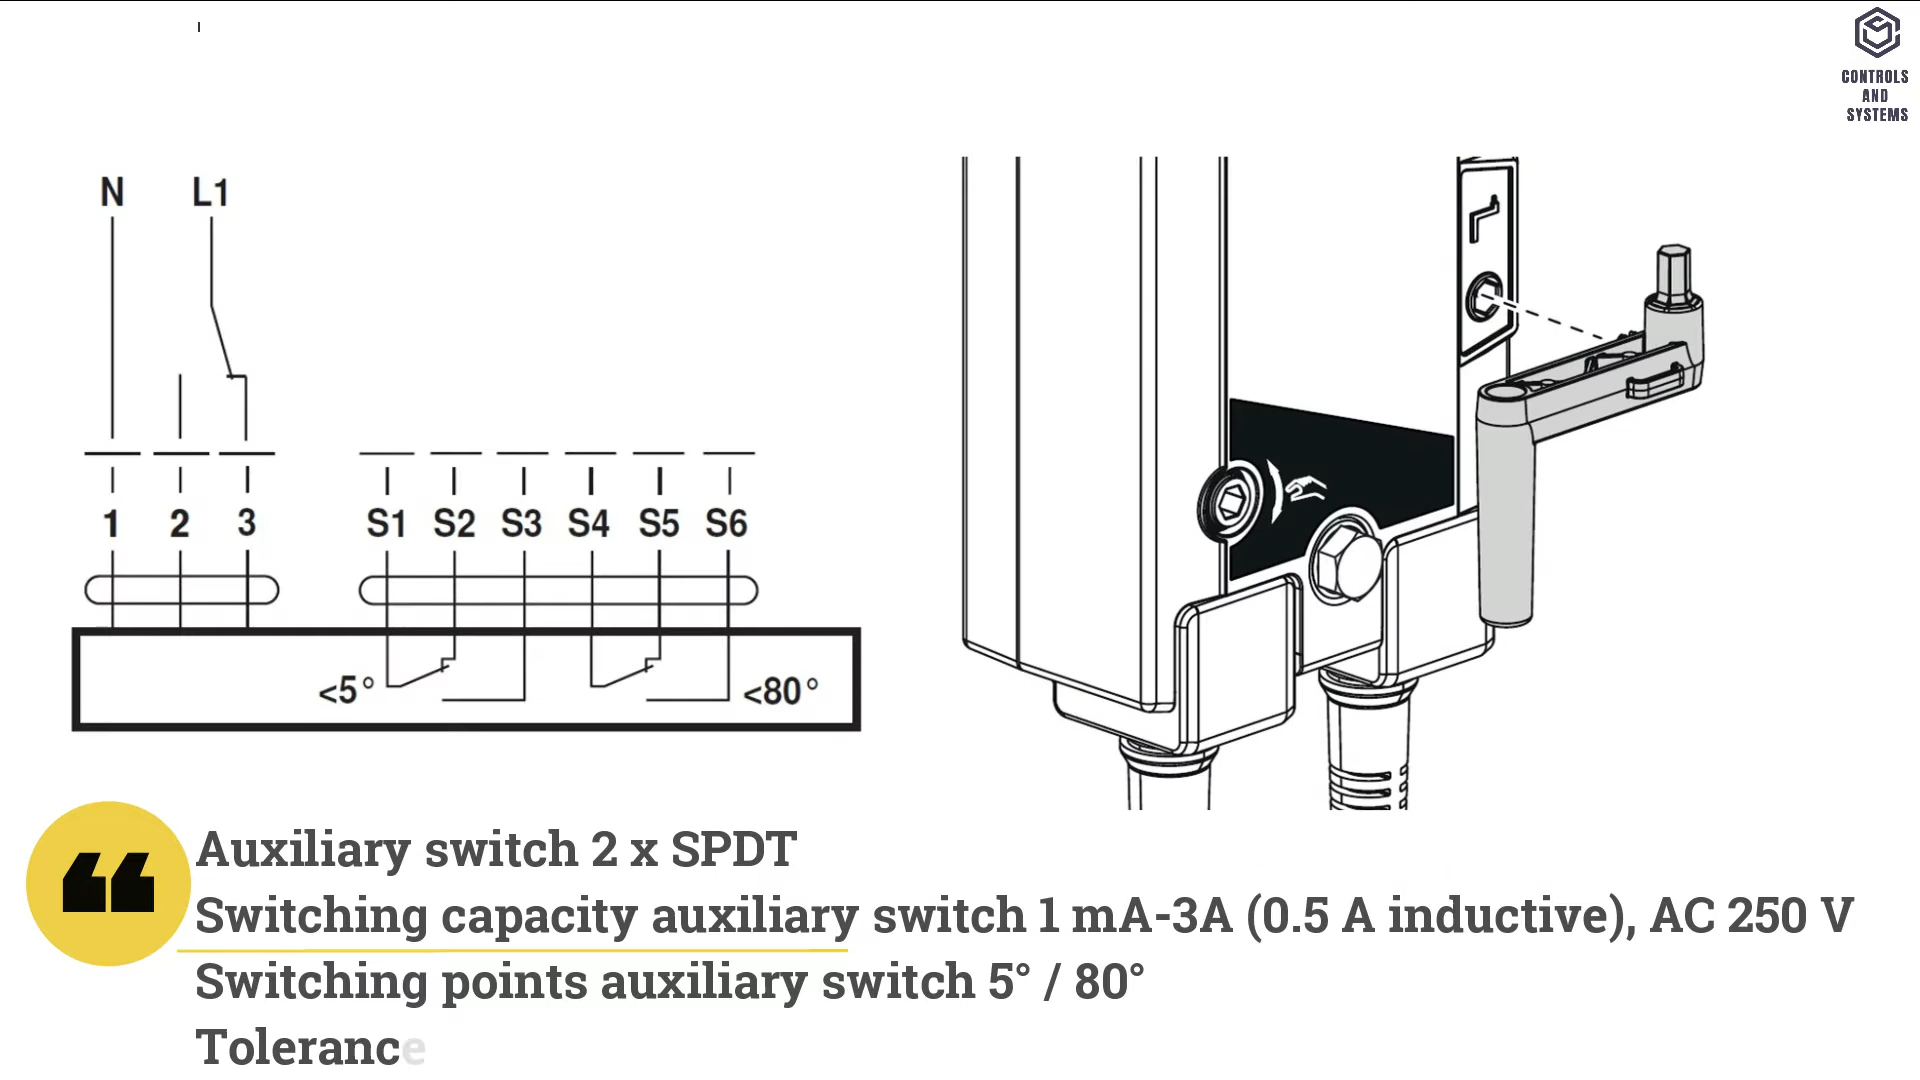 CONTROLS
AND
SYSTEMS
N L1
1 2 3 S1 S2 S3 S4 S5 S6
<5° <80°
Auxiliary switch 2 x SPDT
Switching capacity auxiliary switch 1 mA-3A (0.5 A inductive), AC 250 V
Switching points auxiliary switch 5° / 80°
Tolerance